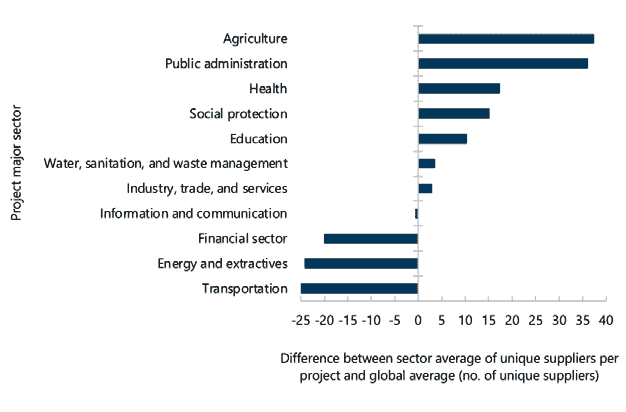 Project major sector
Agriculture
Public administration
Health
Social protection
Education
Water, sanitation, and waste management
Industry, trade, and services
Information and communication
Financial sector
Energy and extractives
Transportation
-25 -20 -15 -10 -5 0 5 10 15 20 25 30 35 40
Difference between sector average of unique suppliers per
project and global average (no. of unique suppliers)